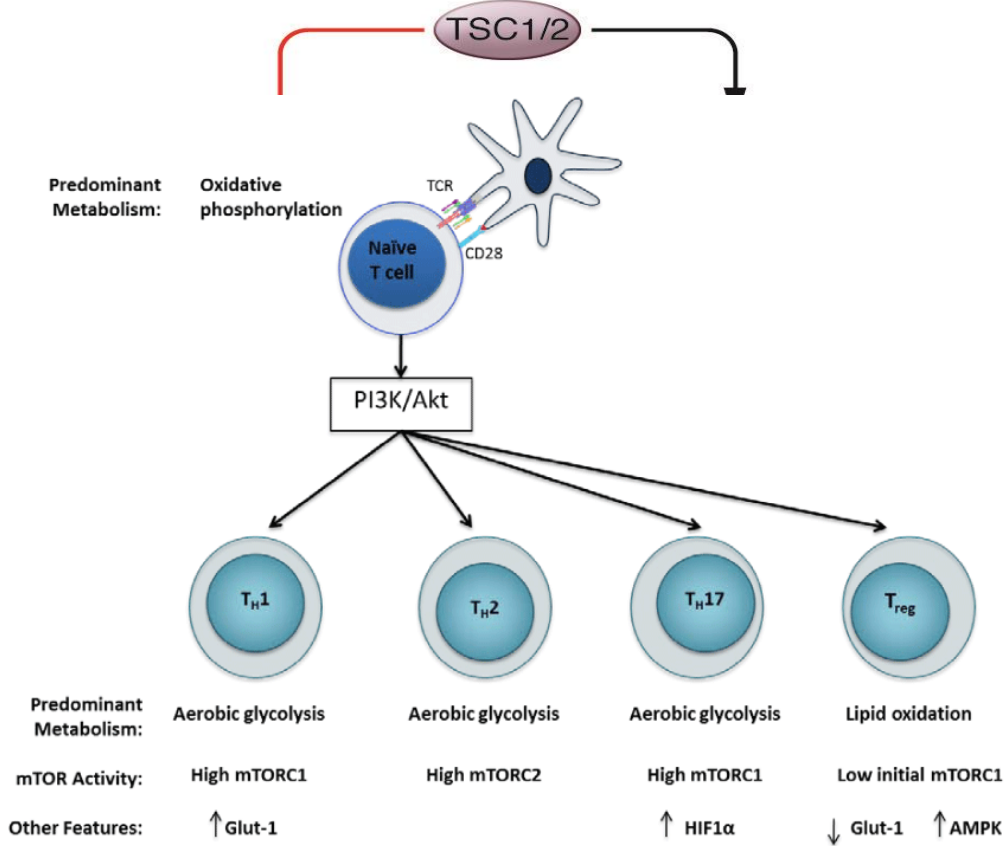 TSC1/2
Predominant Metabolism:
Oxidative phosphorylation
TCR
CD28
Naïve
T cell
PI3K/Akt
TH1
TH2
TH17
Treg
Predominant Metabolism:
Aerobic glycolysis
Aerobic glycolysis
Aerobic glycolysis
Lipid oxidation
mTOR Activity:
High mTORC1
High mTORC2
High mTORC1
Low initial mTORC1
Other Features:
↑ Glut-1
↑ HIF1α
↓ Glut-1
↑ AMPK